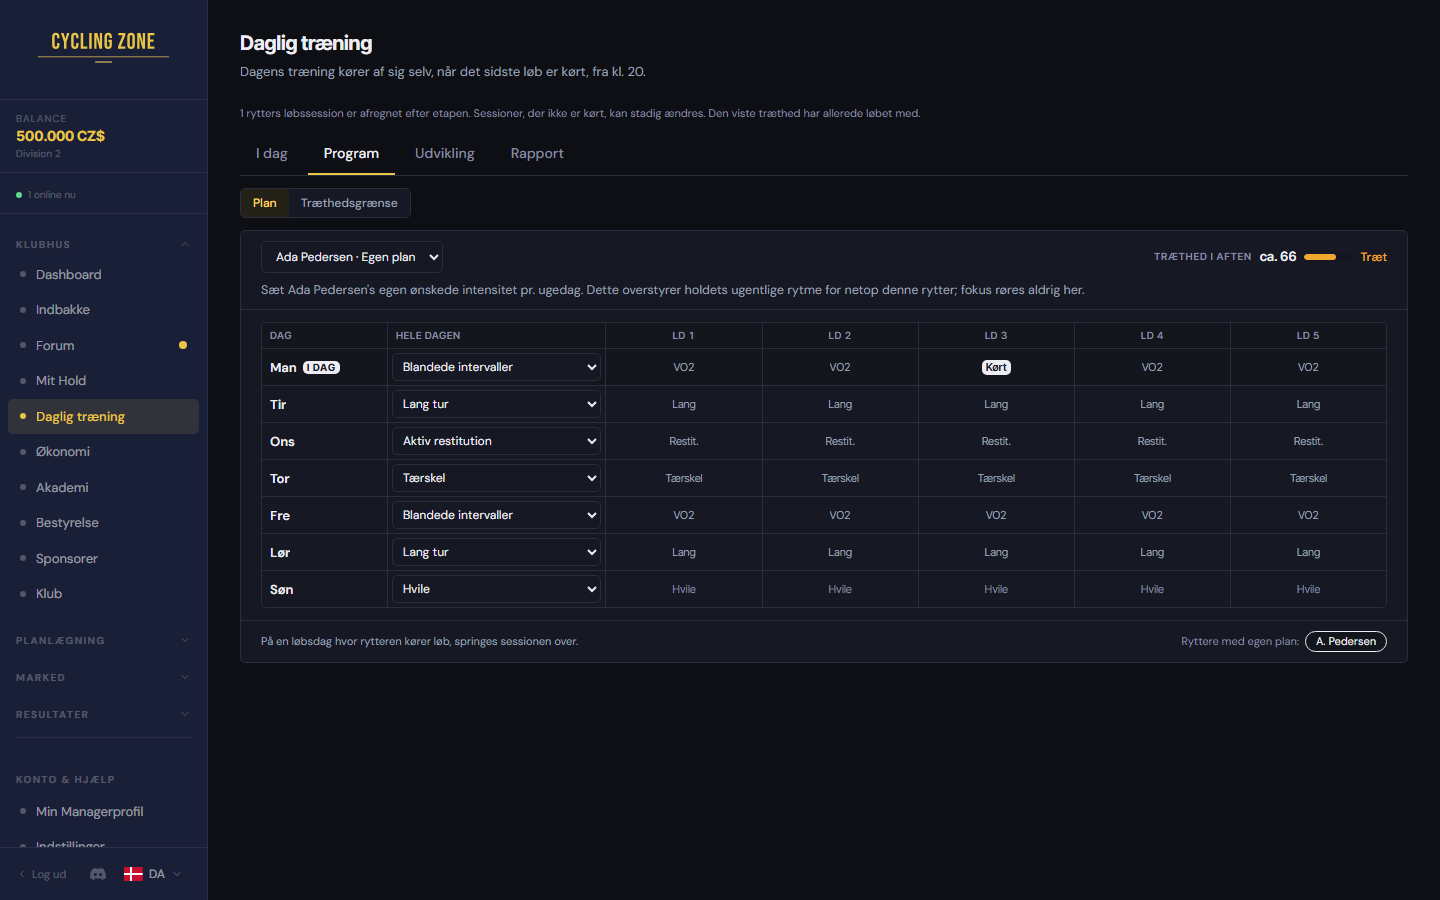 CYCLING ZONE
BALANCE
500.000 CZ$
Division 2
1 online nu
KLUBHUS
Dashboard
Indbakke
Forum
Mit Hold
Daglig træning
Økonomi
Akademi
Bestyrelse
Sponsorer
Klub
PLANLÆGNING
MARKED
RESULTATER
KONTO & HJÆLP
Min Managerprofil
Indstillinger
Log ud
DA
Daglig træning
Dagens træning kører af sig selv, når det sidste løb er kørt, fra kl. 20.
1 rytters løbssession er afregnet efter etapen. Sessioner, der ikke er kørt, kan stadig ændres. Den viste træthed har allerede løbet med.
I dag Program Udvikling Rapport
Plan Træthedsgrænse
Ada Pedersen · Egen plan TRÆTHED I AFTEN ca. 66 Træt
Sæt Ada Pedersen's egen ønskede intensitet pr. ugedag. Dette overstyrer holdets ugentlige rytme for netop denne rytter; fokus røres aldrig her.
DAG HELE DAGEN LD 1 LD 2 LD 3 LD 4 LD 5
Man I DAG Blandede intervaller VO2 VO2 Kørt VO2 VO2
Tir Lang tur Lang Lang Lang Lang Lang
Ons Aktiv restitution Restit. Restit. Restit. Restit. Restit.
Tor Tærskel Tærskel Tærskel Tærskel Tærskel Tærskel
Fre Blandede intervaller VO2 VO2 VO2 VO2 VO2
Lør Lang tur Lang Lang Lang Lang Lang
Søn Hvile Hvile Hvile Hvile Hvile Hvile
På en løbsdag hvor rytteren kører løb, springes sessionen over. Ryttere med egen plan: A. Pedersen